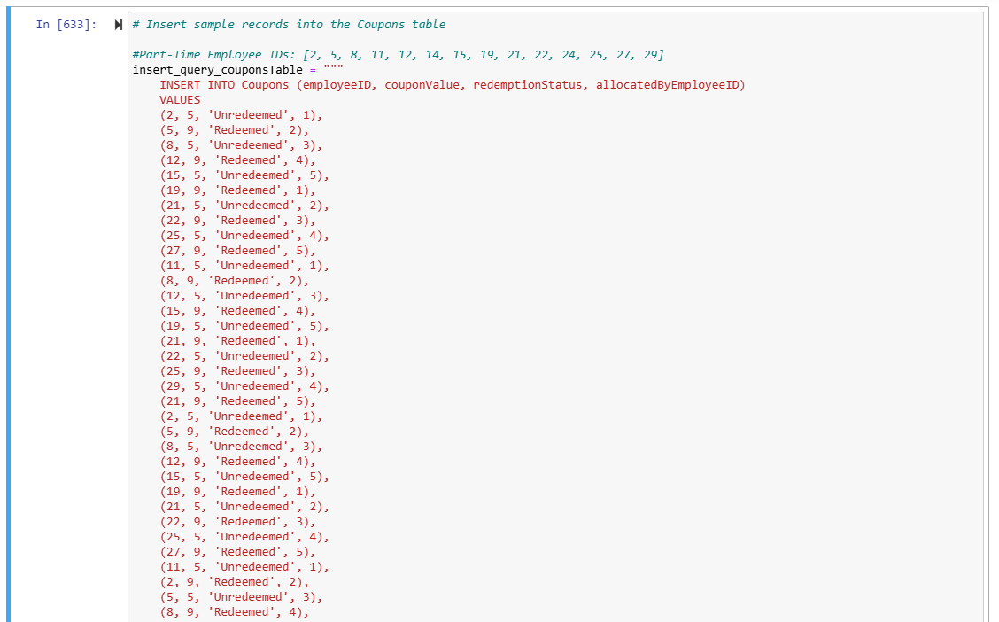 In [633]:
# Insert sample records into the Coupons table
#Part-Time Employee IDs: [2, 5, 8, 11, 12, 14, 15, 19, 21, 22, 24, 25, 27, 29]
insert_query_couponsTable = """
INSERT INTO Coupons (employeeID, couponValue, redemptionStatus, allocatedByEmployeeID)
VALUES
(2, 5, 'Unredeemed', 1),
(5, 9, 'Redeemed', 2),
(8, 5, 'Unredeemed', 3),
(12, 9, 'Redeemed', 4),
(15, 5, 'Unredeemed', 5),
(19, 9, 'Redeemed', 1),
(21, 5, 'Unredeemed', 2),
(22, 9, 'Redeemed', 3),
(25, 5, 'Unredeemed', 4),
(27, 9, 'Redeemed', 5),
(11, 5, 'Unredeemed', 1),
(8, 9, 'Redeemed', 2),
(12, 5, 'Unredeemed', 3),
(15, 9, 'Redeemed', 4),
(19, 5, 'Unredeemed', 5),
(21, 9, 'Redeemed', 1),
(22, 5, 'Unredeemed', 2),
(25, 9, 'Redeemed', 3),
(29, 5, 'Unredeemed', 4),
(21, 9, 'Redeemed', 5),
(2, 5, 'Unredeemed', 1),
(5, 9, 'Redeemed', 2),
(8, 5, 'Unredeemed', 3),
(12, 9, 'Redeemed', 4),
(15, 5, 'Unredeemed', 5),
(19, 9, 'Redeemed', 1),
(21, 5, 'Unredeemed', 2),
(22, 9, 'Redeemed', 3),
(25, 5, 'Unredeemed', 4),
(27, 9, 'Redeemed', 5),
(11, 5, 'Unredeemed', 1),
(2, 9, 'Redeemed', 2),
(5, 5, 'Unredeemed', 3),
(8, 9, 'Redeemed', 4),